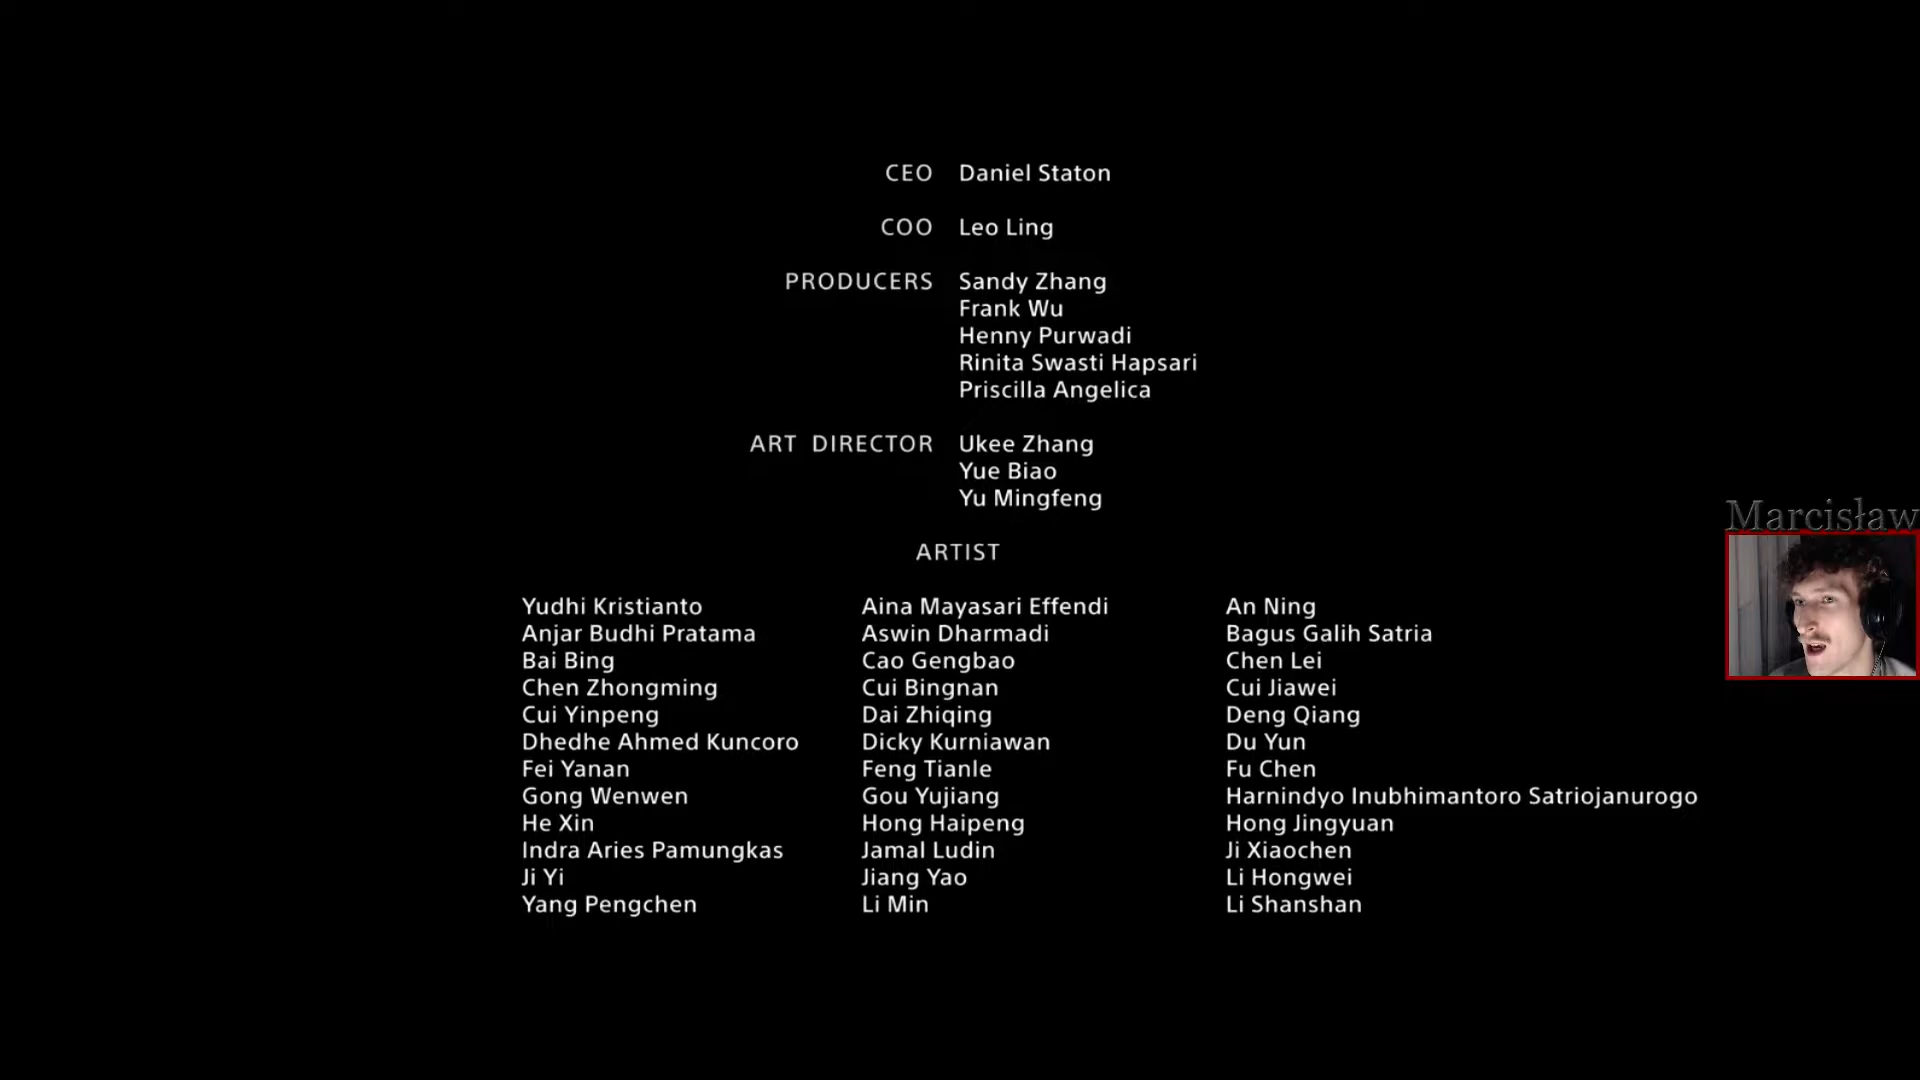 CEO Daniel Staton
COO Leo Ling
PRODUCERS Sandy Zhang
Frank Wu
Henny Purwadi
Rinita Swasti Hapsari
Priscilla Angelica
ART DIRECTOR Ukee Zhang
Yue Biao
Yu Mingfeng
Marcisław
ARTIST
Yudhi Kristianto Aina Mayasari Effendi An Ning
Anjar Budhi Pratama Aswin Dharmadi Bagus Galih Satria
Bai Bing Cao Gengbao Chen Lei
Chen Zhongming Cui Bingnan Cui Jiawei
Cui Yinpeng Dai Zhiqing Deng Qiang
Dhedhe Ahmed Kuncoro Dicky Kurniawan Du Yun
Fei Yanan Feng Tianle Fu Chen
Gong Wenwen Gou Yujiang Harnindyo Inubhimantoro Satriojanurogo
He Xin Hong Haipeng Hong Jingyuan
Indra Aries Pamungkas Jamal Ludin Ji Xiaochen
Ji Yi Jiang Yao Li Hongwei
Yang Pengchen Li Min Li Shanshan